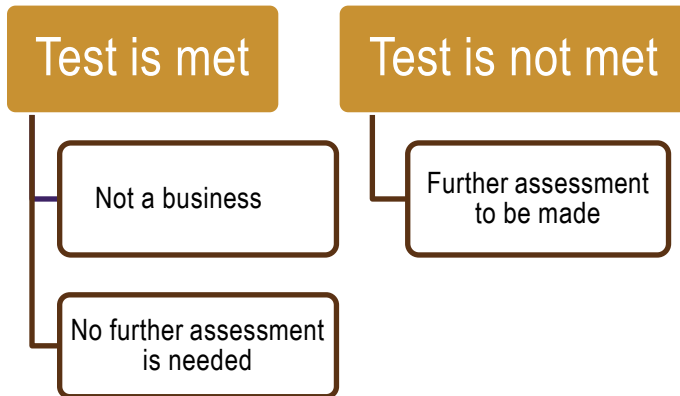 Test is met
Not a business
No further assessment
is needed
Test is not met
Further assessment
to be made